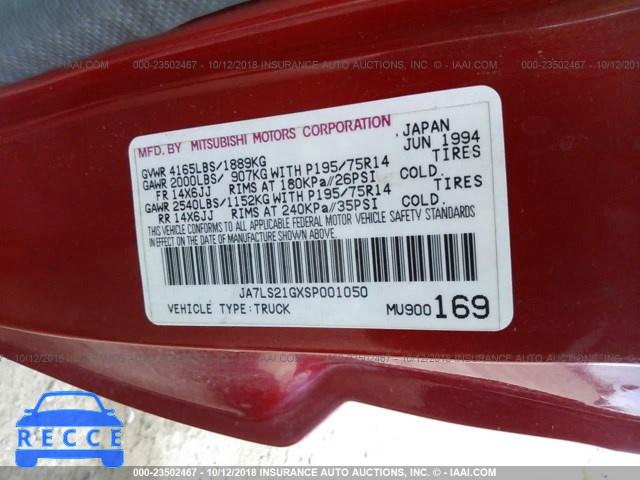 000-23502467 - 10/12/2018 INSURANCE AUTO AUCTIONS, INC. © - IAAI.COM
MFD. BY MITSUBISHI MOTORS CORPORATION JAPAN
JUN 1994
GVWR 4165LBS/1889KG
GAWR 2000LBS/ 907KG WITH P195/75R14 TIRES
FR 14X6JJ RIMS AT 180KPA//26PSI COLD.
GAWR 2540LBS/1152KG WITH P195/75R14 TIRES
RR 14X6JJ RIMS AT 240KPA//35PSI COLD.
THIS VEHICLE CONFORMS TO ALL APPLICABLE FEDERAL MOTOR VEHICLE SAFETY STANDARDS
IN EFFECT ON THE DATE OF MANUFACTURE SHOWN ABOVE.
JA7LS21GXSP001050
VEHICLE TYPE:TRUCK MU900169
RECCE
000-23502467 - 10/12/2018 INSURANCE AUTO AUCTIONS, INC. © - IAAI.COM